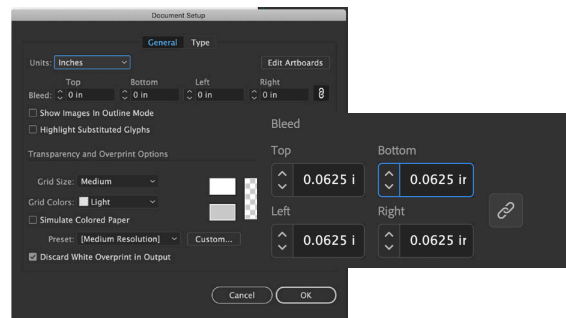 Document Setup
General Type
Units: Inches Edit Artboards
Top Bottom Left Right
Bleed: 0 in 0 in 0 in 0 in
Show Images In Outline Mode
Highlight Substituted Glyphs
Transparency and Overprint Options
Grid Size: Medium
Grid Colors: Light
Simulate Colored Paper
Preset: [Medium Resolution] Custom...
Discard White Overprint in Output
Cancel OK
Bleed
Top Bottom
0.0625 i 0.0625 ir
Left Right
0.0625 i 0.0625 ir